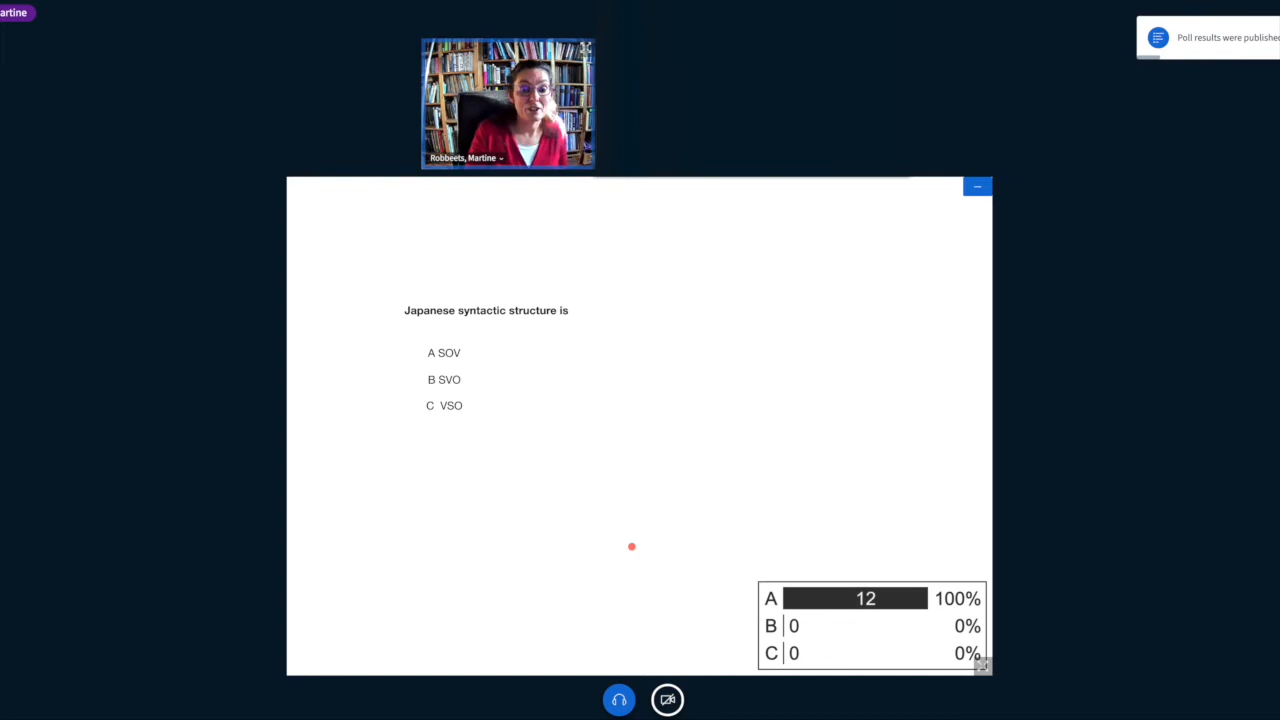 artine
Poll results were publishe
Robbeets, Martine
Japanese syntactic structure is
A SOV
B SVO
C VSO
A 12 100%
B 0 0%
C 0 0%